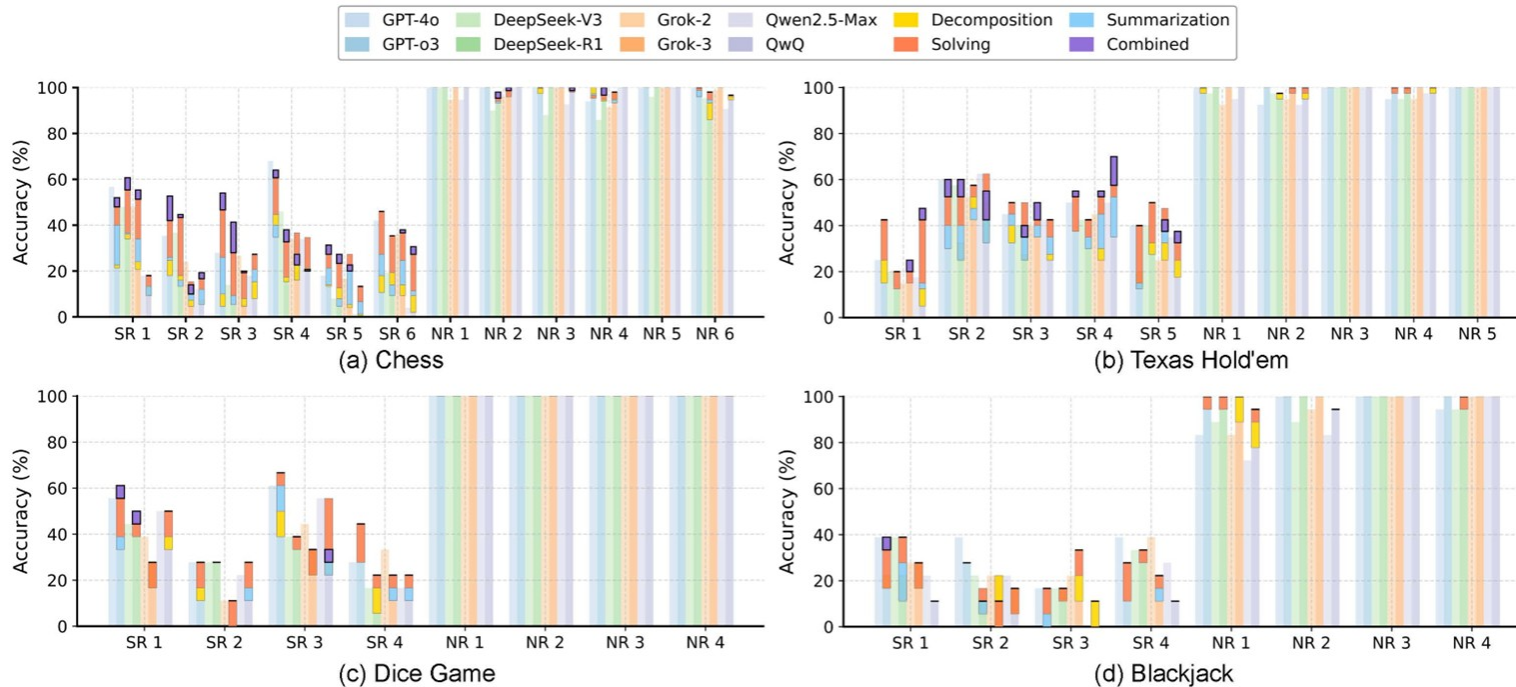 GPT-4o DeepSeek-V3 Grok-2 Qwen2.5-Max Decomposition Summarization
GPT-o3 DeepSeek-R1 Grok-3 QwQ Solving Combined
100
80
60
40
20
0
Accuracy (%)
SR 1 SR 2 SR 3 SR 4 SR 5 SR 6 NR 1 NR 2 NR 3 NR 4 NR 5 NR 6
(a) Chess
100
80
60
40
20
0
Accuracy (%)
SR 1 SR 2 SR 3 SR 4 SR 5 NR 1 NR 2 NR 3 NR 4 NR 5
(b) Texas Hold'em
100
80
60
40
20
0
Accuracy (%)
SR 1 SR 2 SR 3 SR 4 NR 1 NR 2 NR 3 NR 4
(c) Dice Game
100
80
60
40
20
0
Accuracy (%)
SR 1 SR 2 SR 3 SR 4 NR 1 NR 2 NR 3 NR 4
(d) Blackjack